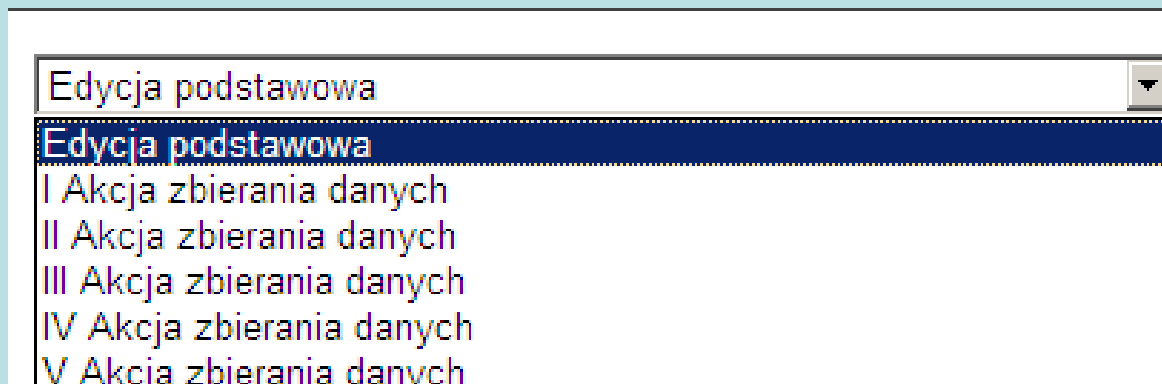 Edycja podstawowa
Edycja podstawowa
I Akcja zbierania danych
II Akcja zbierania danych
III Akcja zbierania danych
IV Akcja zbierania danych
V Akcja zbierania danych